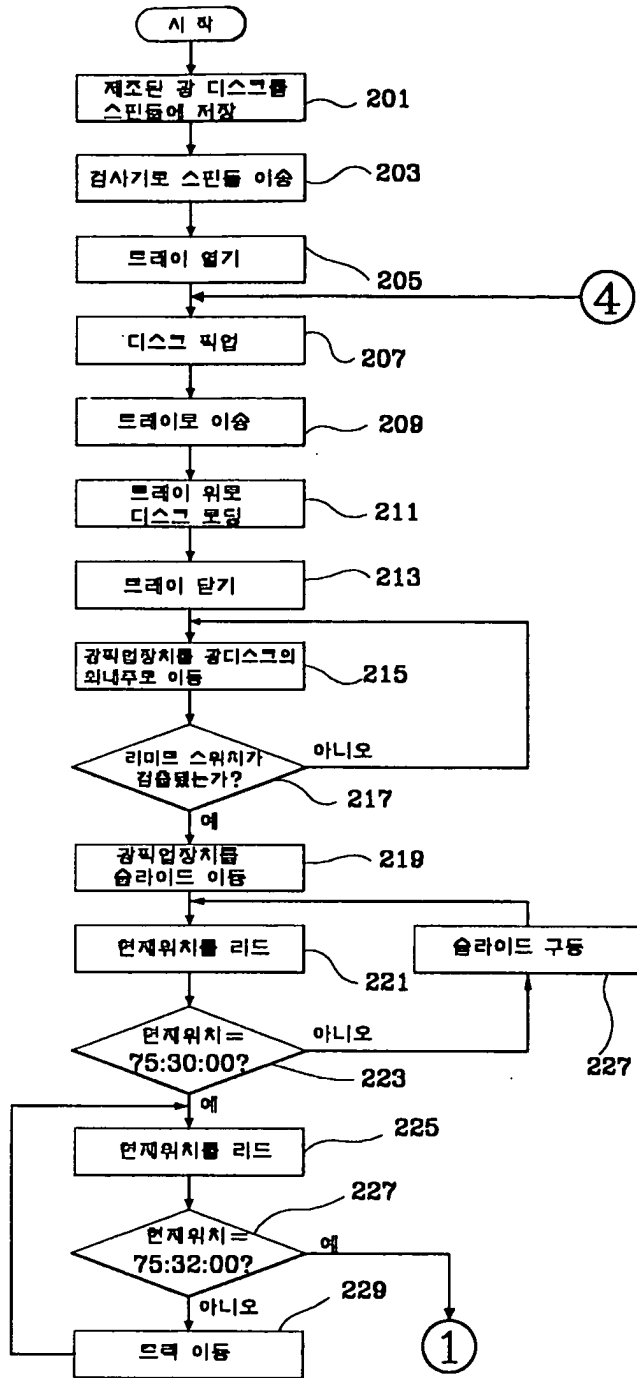 시 작
제조된 광 디스크를
스핀들에 저장
201
검사기로 스핀들 이송
203
트레이 열기
205
4
디스크 픽업
207
트레이로 이송
209
트레이 위로
디스크 로딩
211
트레이 닫기
213
광픽업장치를 광디스크의
외내주로 이동
215
리미트 스위치가
검출됐는가?
아니오
217
예
광픽업장치를
슬라이드 이동
219
현재위치를 리드
221
슬라이드 구동
227
현재위치=
75:30:00?
아니오
223
예
현재위치를 리드
225
현재위치=
75:32:00?
227
예
아니오
트랙 이동
229
1